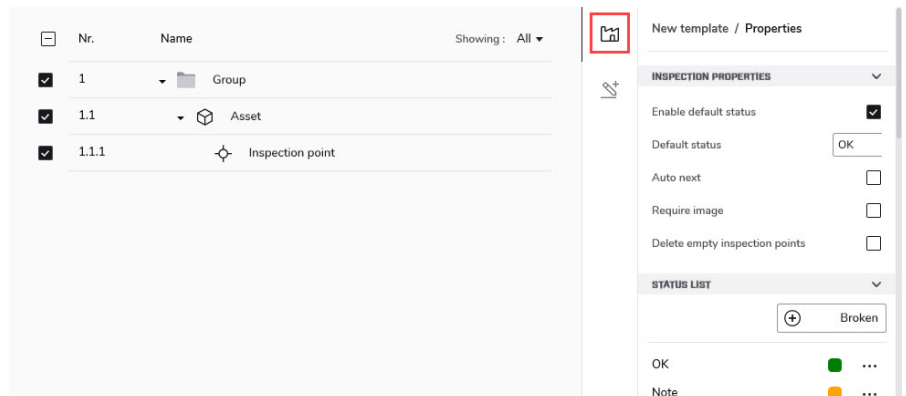 Nr. Name Showing : All
1 Group
1.1 Asset
1.1.1 Inspection point
New template / Properties
INSPECTION PROPERTIES
Enable default status
Default status OK
Auto next
Require image
Delete empty inspection points
STATUS LIST
Broken
OK
Note